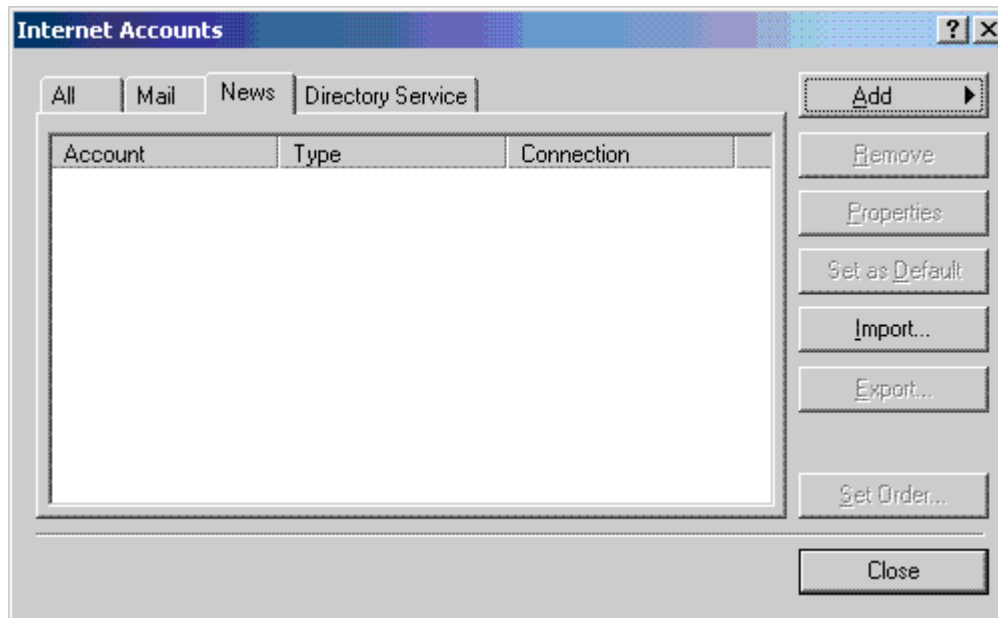 Internet Accounts
All Mail News Directory Service
Account Type Connection
Add
Remove
Properties
Set as Default
Import...
Export...
Set Order...
Close